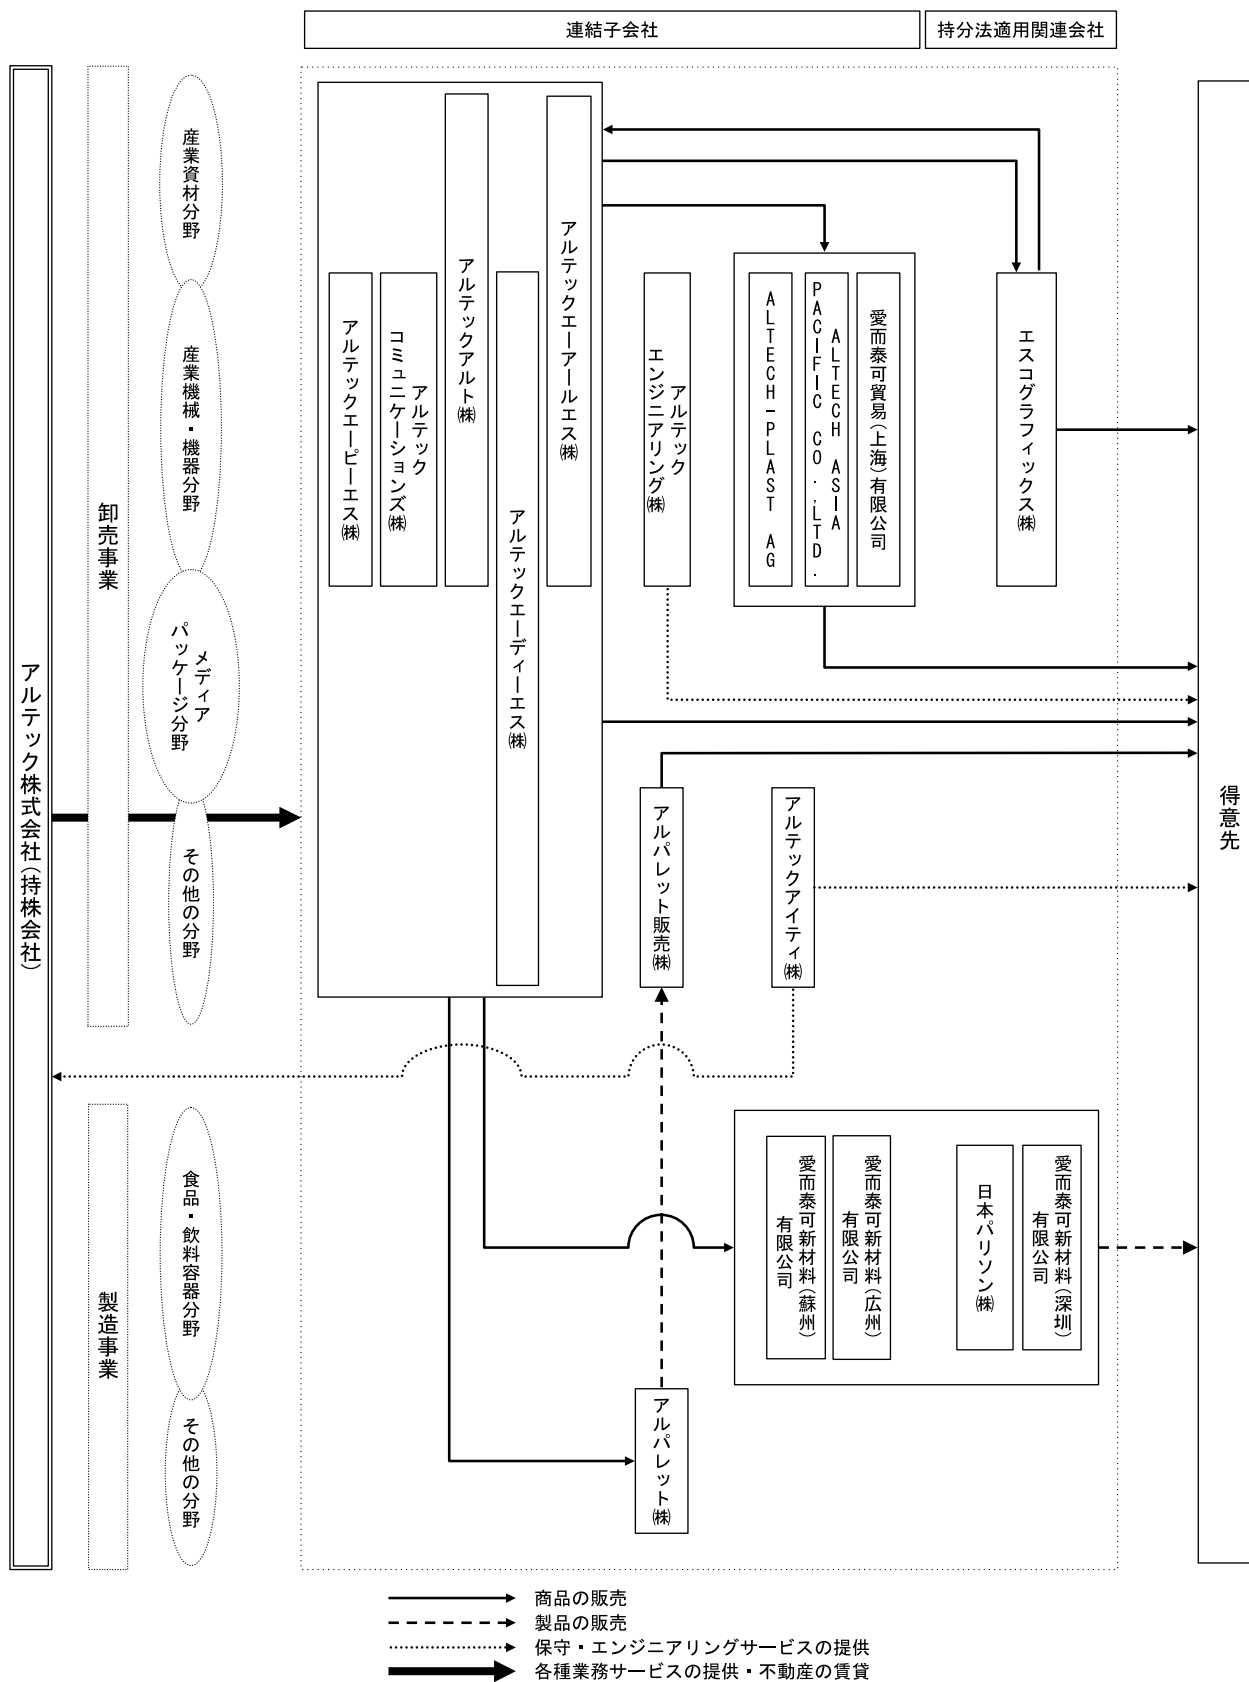 連結子会社
持分法適用関連会社
アルテック株式会社(持株会社)
卸売事業
産業資材分野
産業機械・機器分野
メディア
パッケージ分野
その他の分野
アルテックエーピーエス㈱
アルテック
コミュニケーションズ㈱
アルテックアルト㈱
アルテックエーディーエス㈱
アルテックエーアールエス㈱
アルテック
エンジニアリング㈱
ALTECH-PLAST AG
ALTECH ASIA
PACIFIC CO.,LTD.
愛而泰可貿易(上海)有限公司
エスコグラフィックス㈱
アルパレット販売㈱
アルテックアイティ㈱
得意先
製造事業
食品・飲料容器分野
その他の分野
愛而泰可新材料(蘇州)
有限公司
愛而泰可新材料(広州)
有限公司
日本パリソン㈱
愛而泰可新材料(深圳)
有限公司
アルパレット㈱
商品の販売
製品の販売
保守・エンジニアリングサービスの提供
各種業務サービスの提供・不動産の賃貸